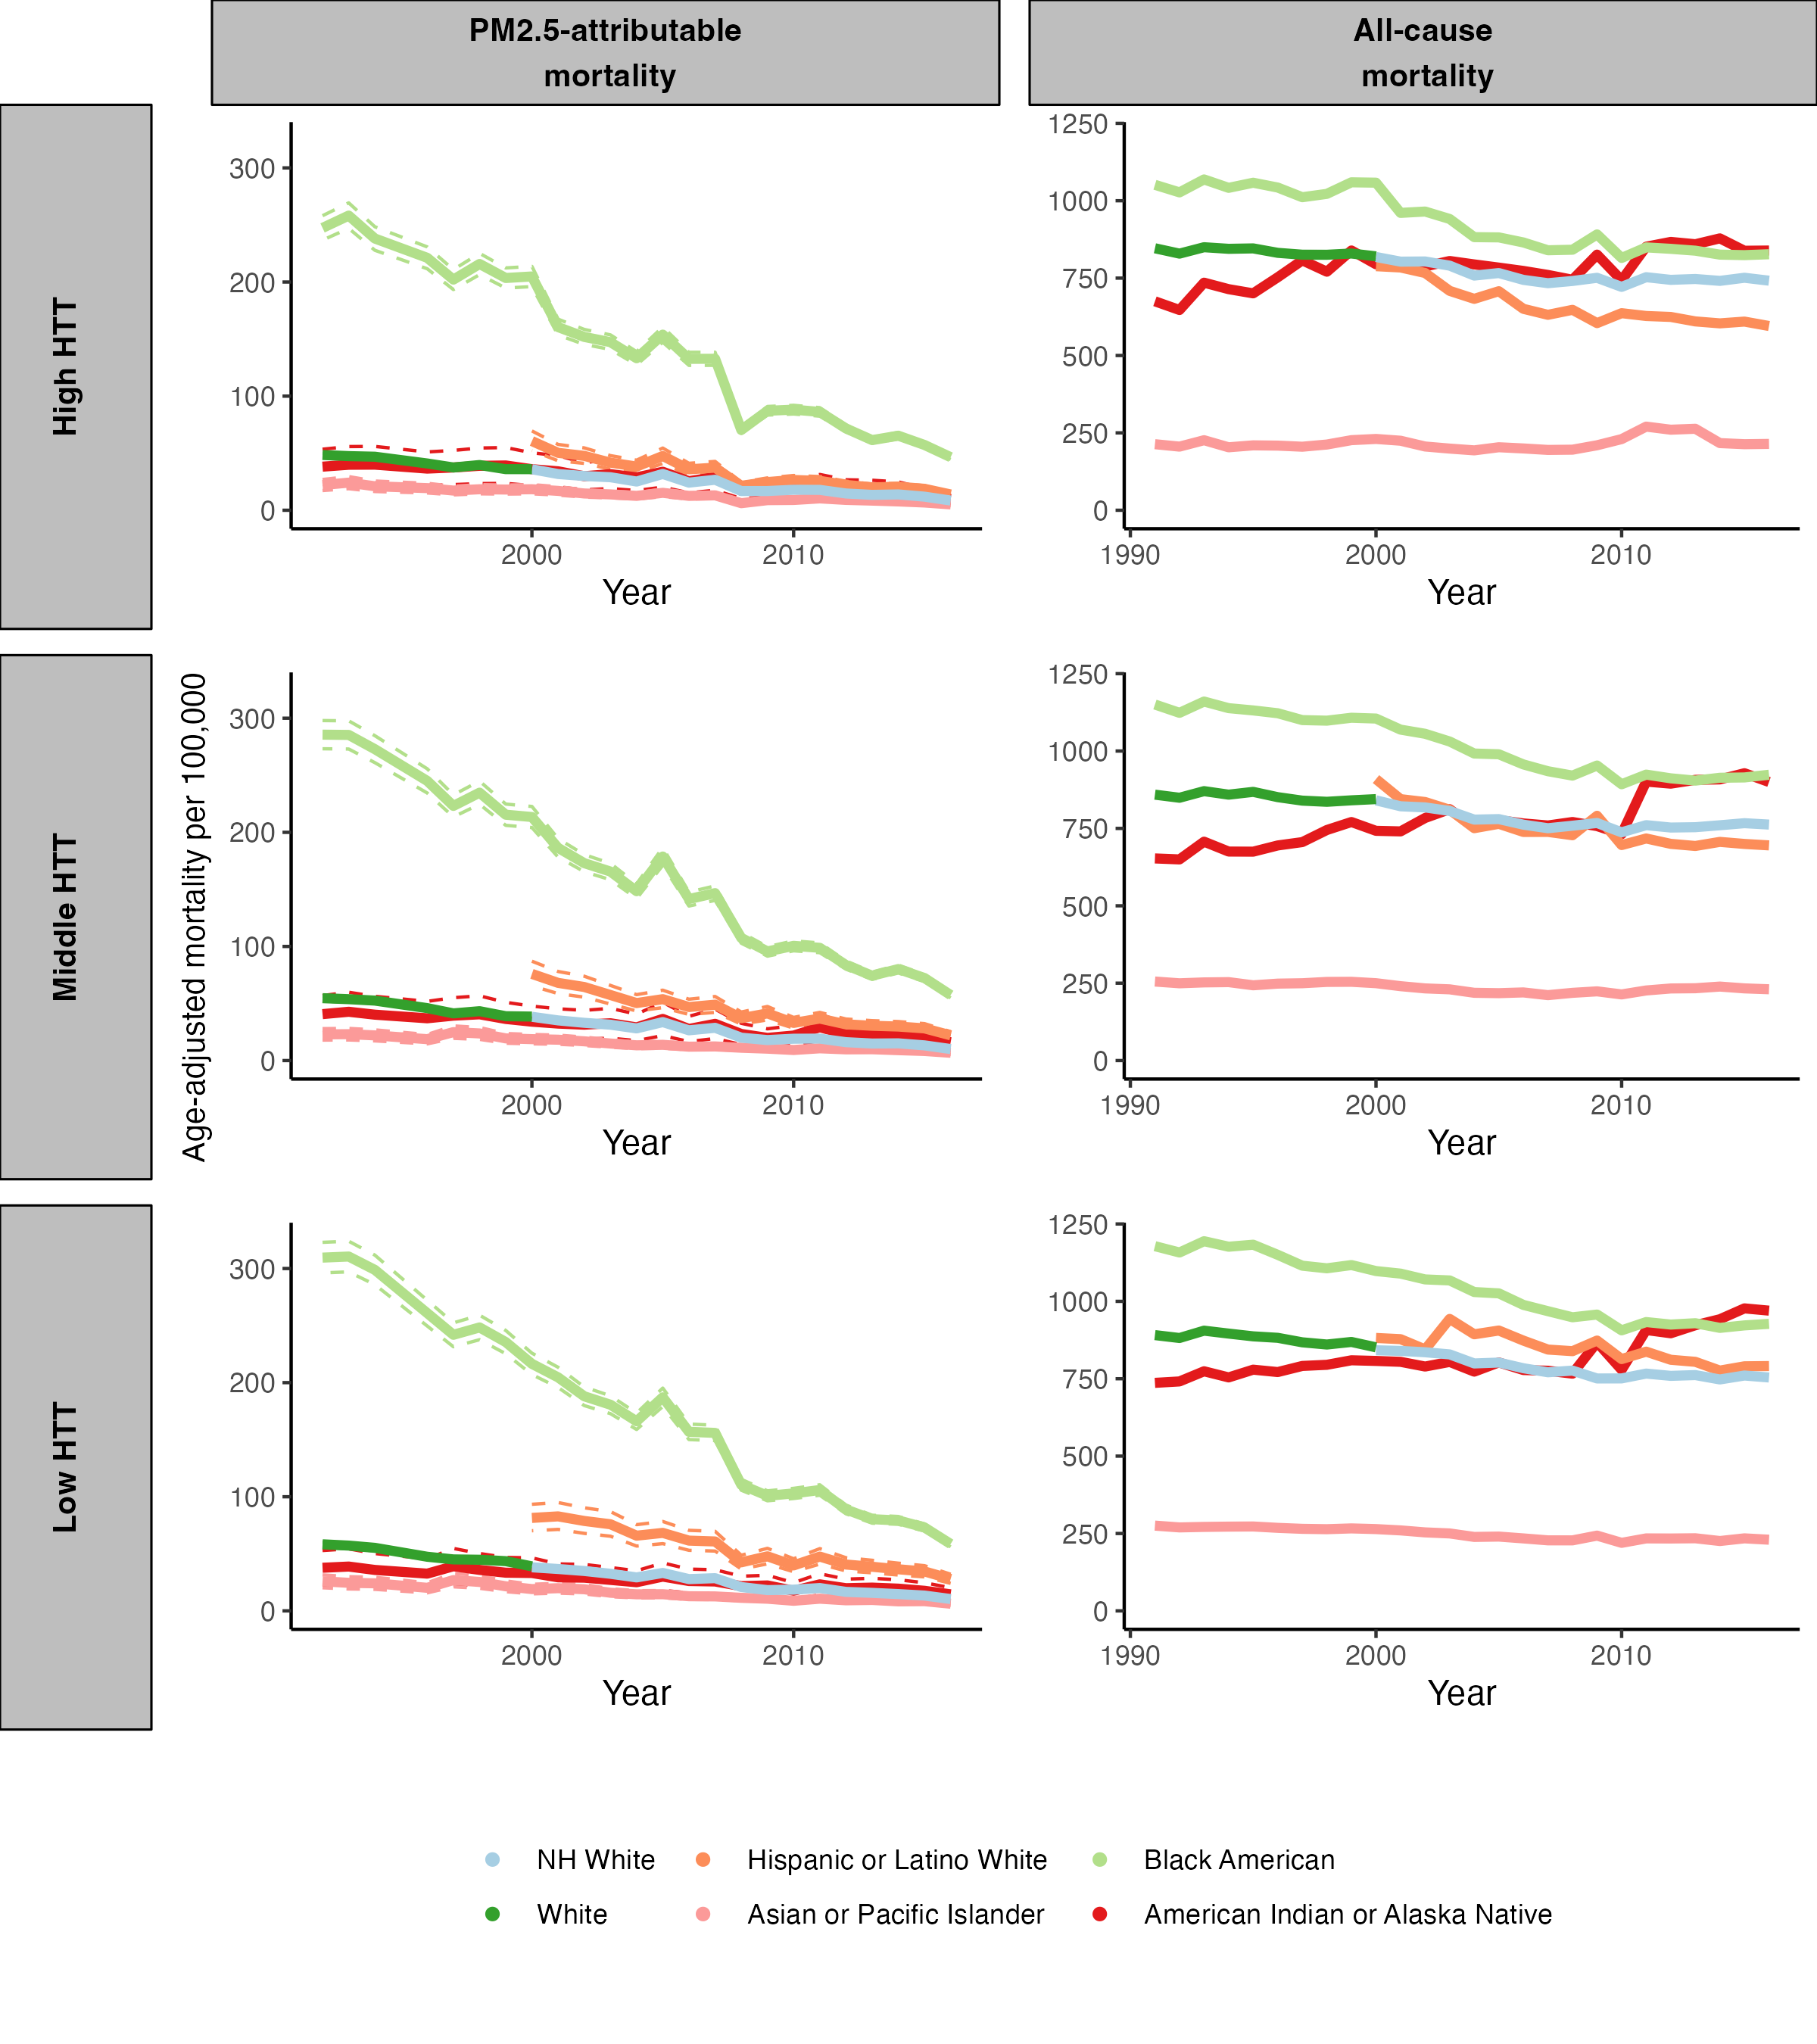 PM2.5-attributable
mortality
All-cause
mortality
High HTT
300
200
100
0
2000
2010
Year
1250
1000
750
500
250
0
1990
2000
2010
Year
Middle HTT
Age-adjusted mortality per 100,000
300
200
100
0
2000
2010
Year
1250
1000
750
500
250
0
1990
2000
2010
Year
Low HTT
300
200
100
0
2000
2010
Year
1250
1000
750
500
250
0
1990
2000
2010
Year
NH White
Hispanic or Latino White
Black American
White
Asian or Pacific Islander
American Indian or Alaska Native